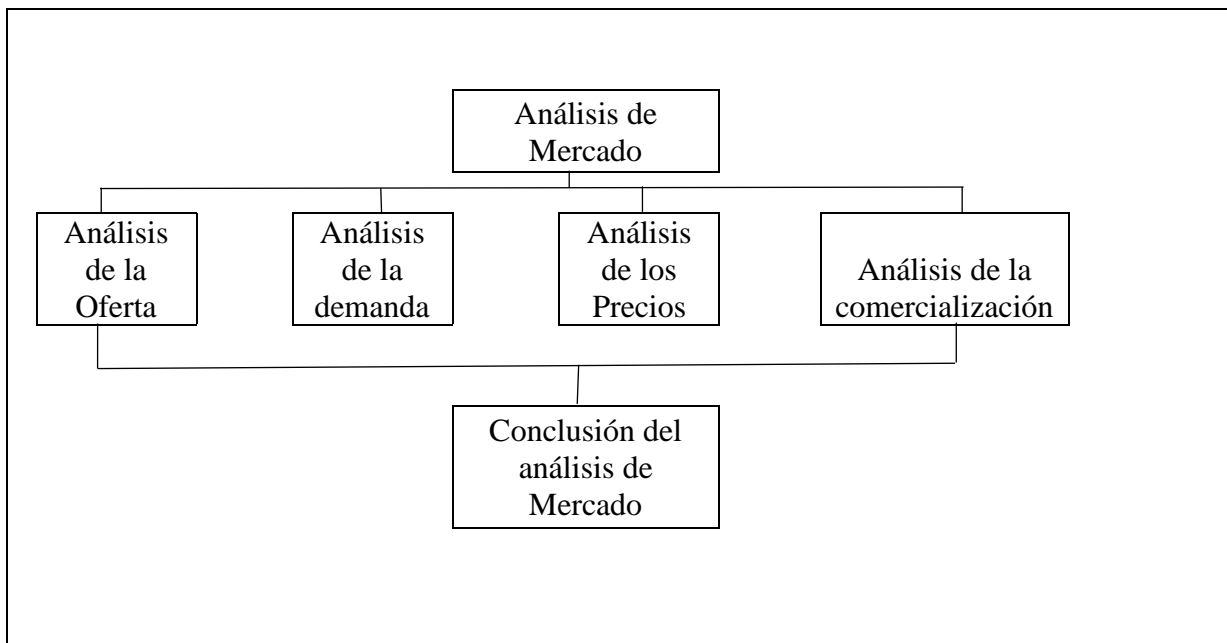 Análisis de
Mercado
Análisis
de la
Oferta
Análisis
de la
demanda
Análisis
de los
Precios
Análisis de la
comercialización
Conclusión del
análisis de
Mercado